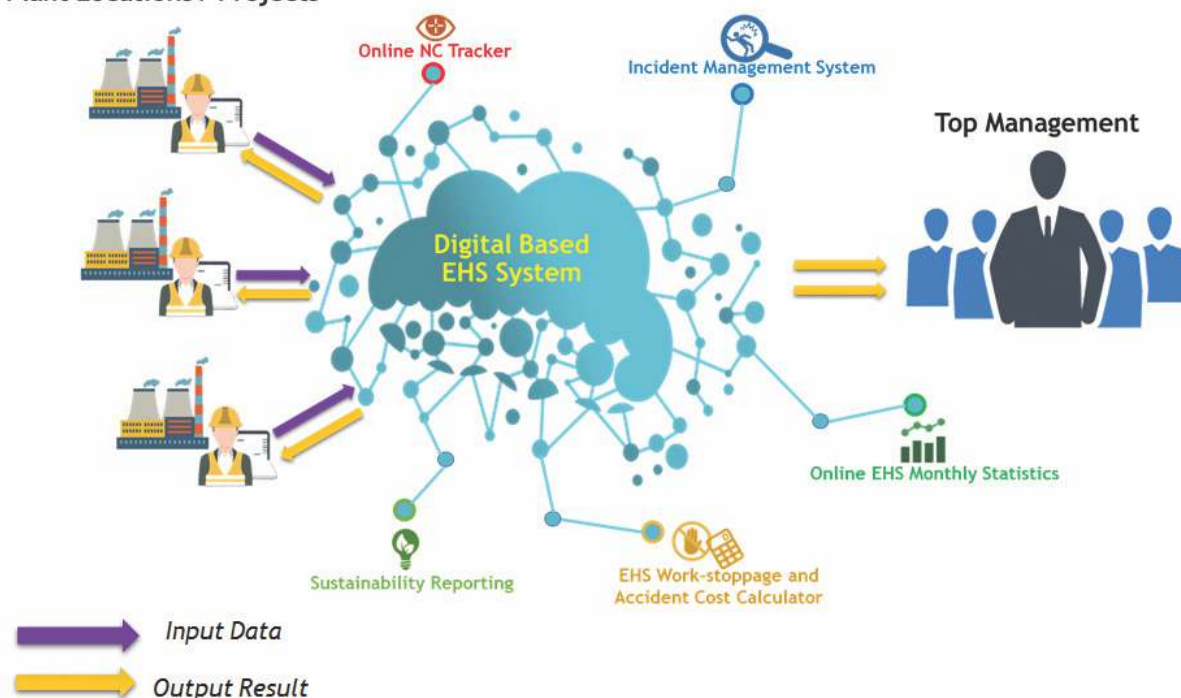 Online NC Tracker
Incident Management System
Top Management
Digital Based
EHS System
Online EHS Monthly Statistics
Sustainability Reporting
EHS Work-stoppage and
Accident Cost Calculator
Input Data
Output Result